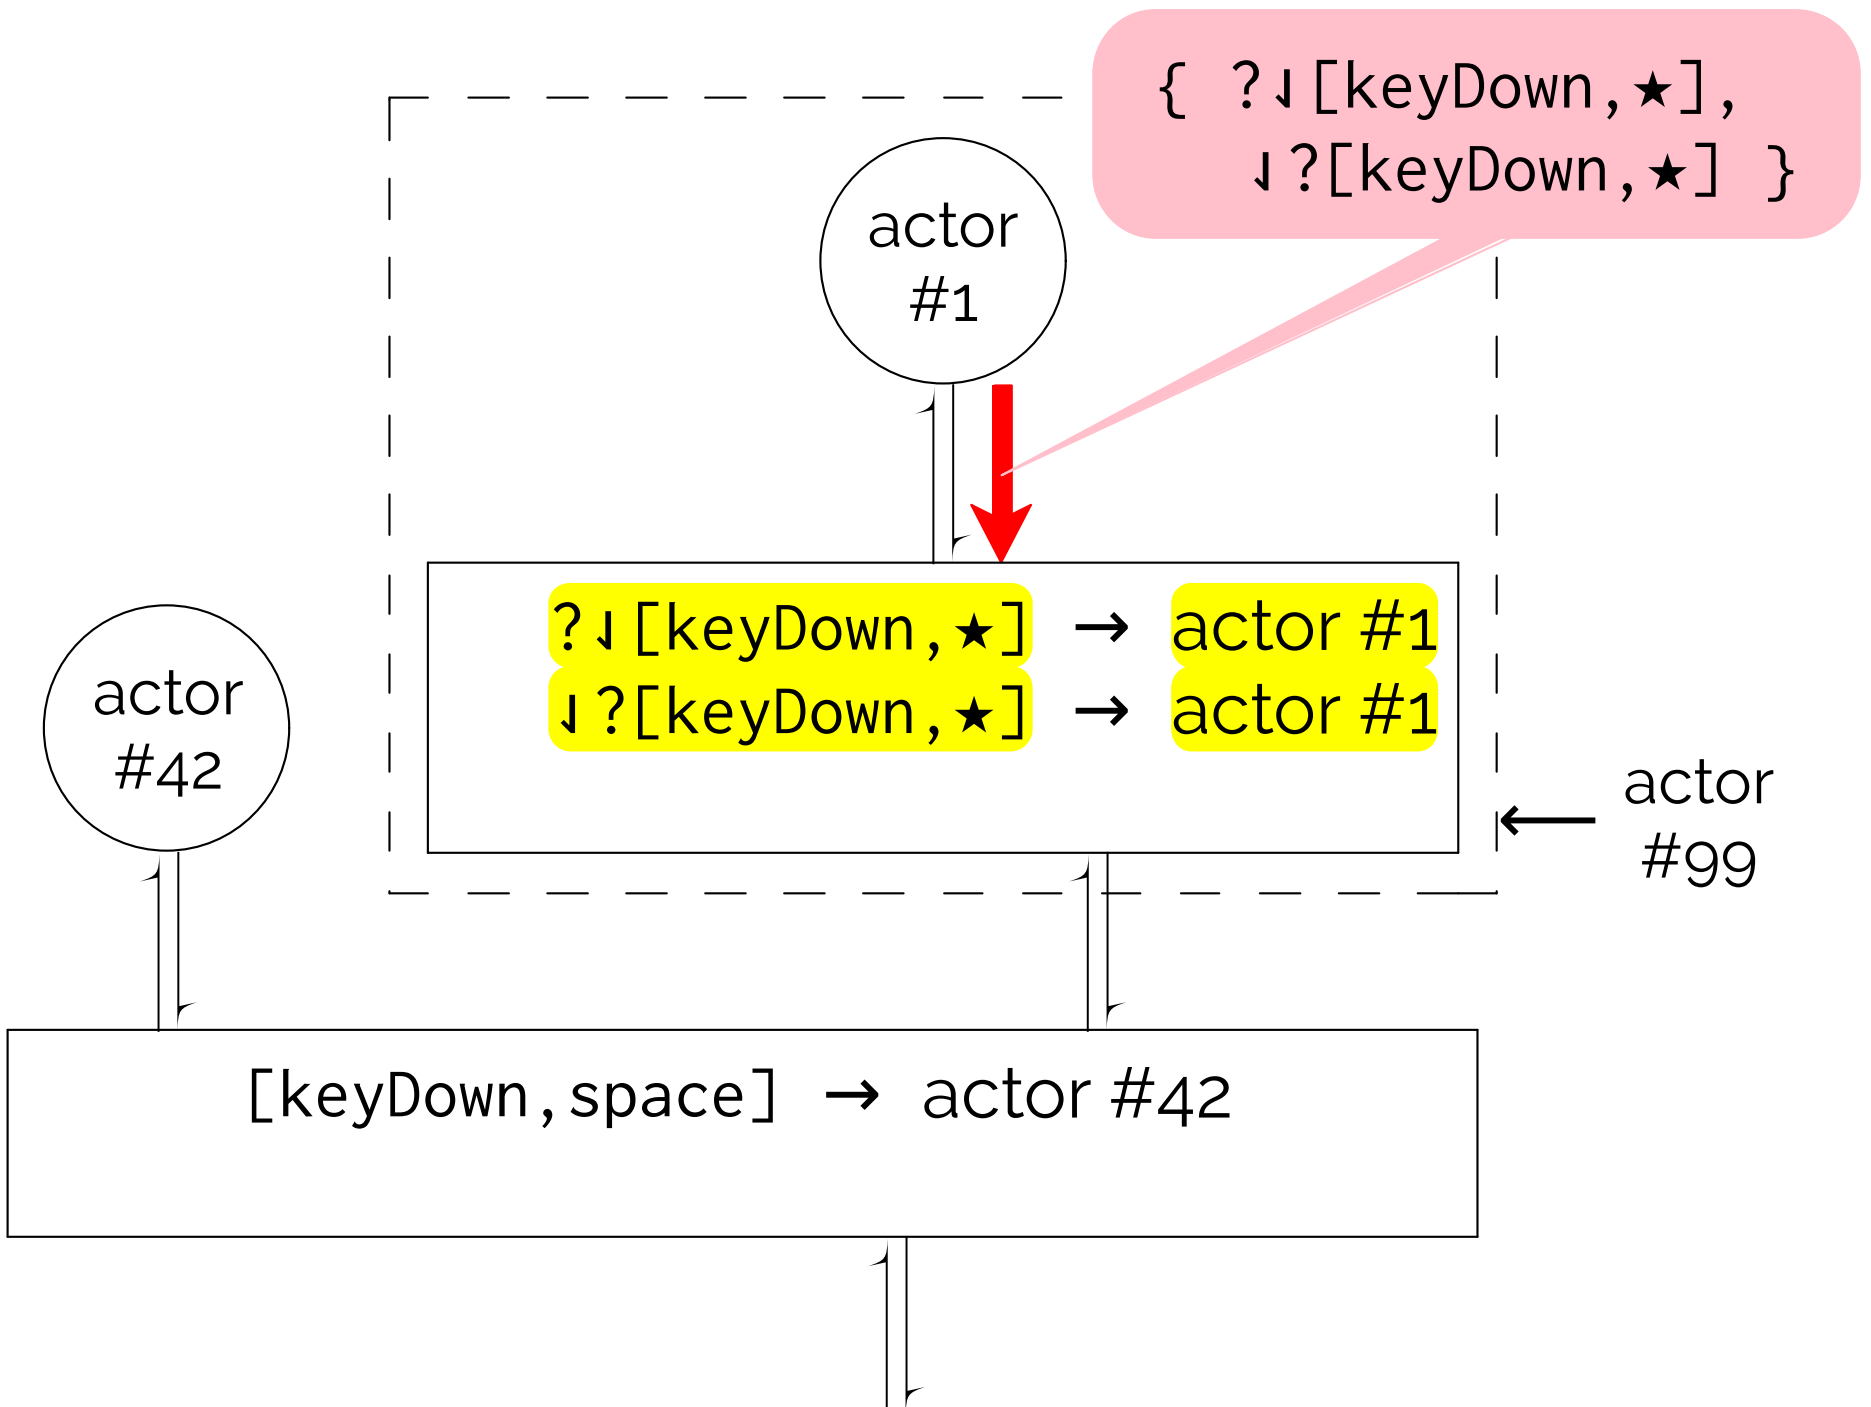 { ?⇃[keyDown,★],
⇃?[keyDown,★] }
actor
#1
?⇃[keyDown,★] → actor #1
⇃?[keyDown,★] → actor #1
actor
#42
actor
#99
[keyDown,space] → actor #42